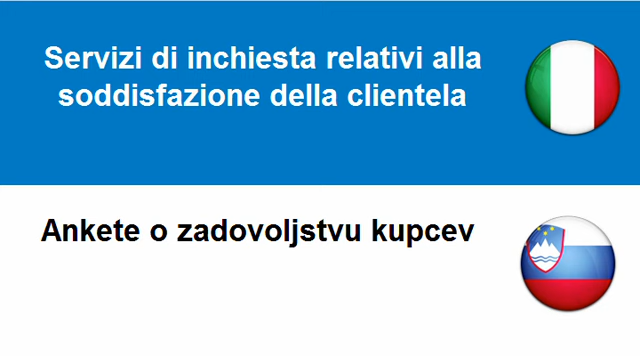 Servizi di inchiesta relativi alla
soddisfazione della clientela
Ankete o zadovoljstvu kupcev